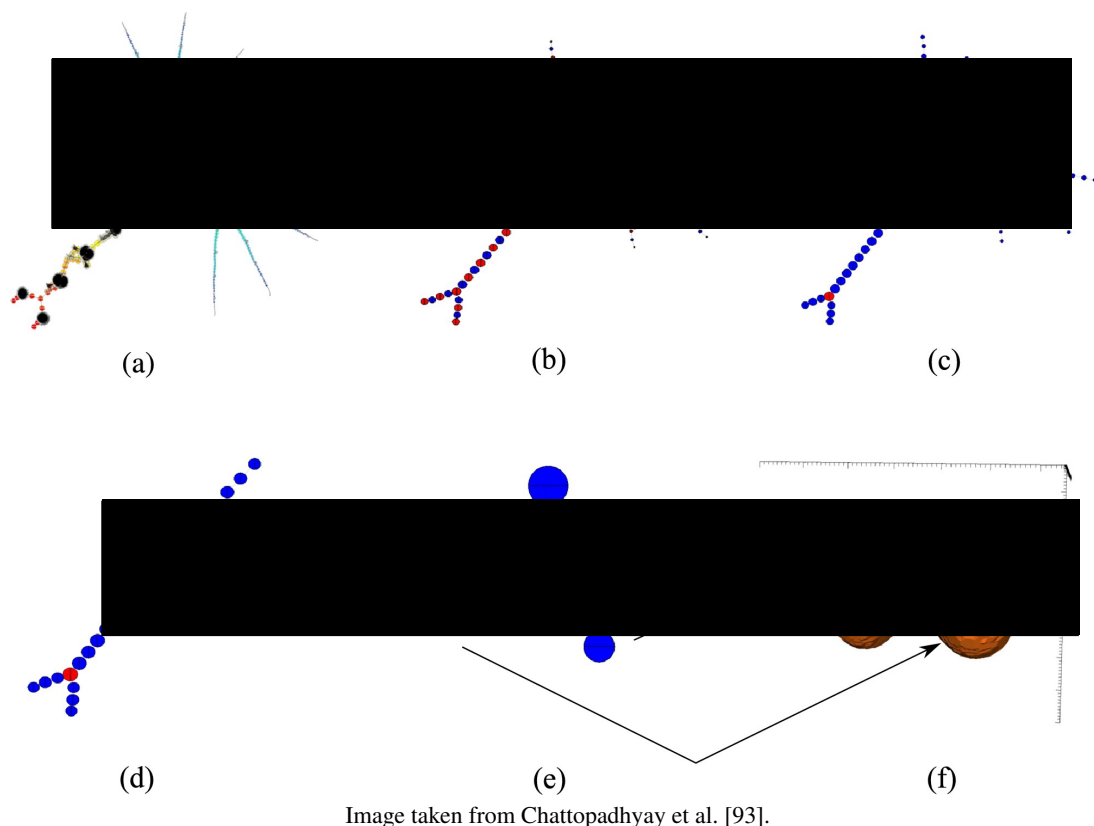 (a)
(b)
(c)
(d)
(e)
(f)
Image taken from Chattopadhyay et al. [93].